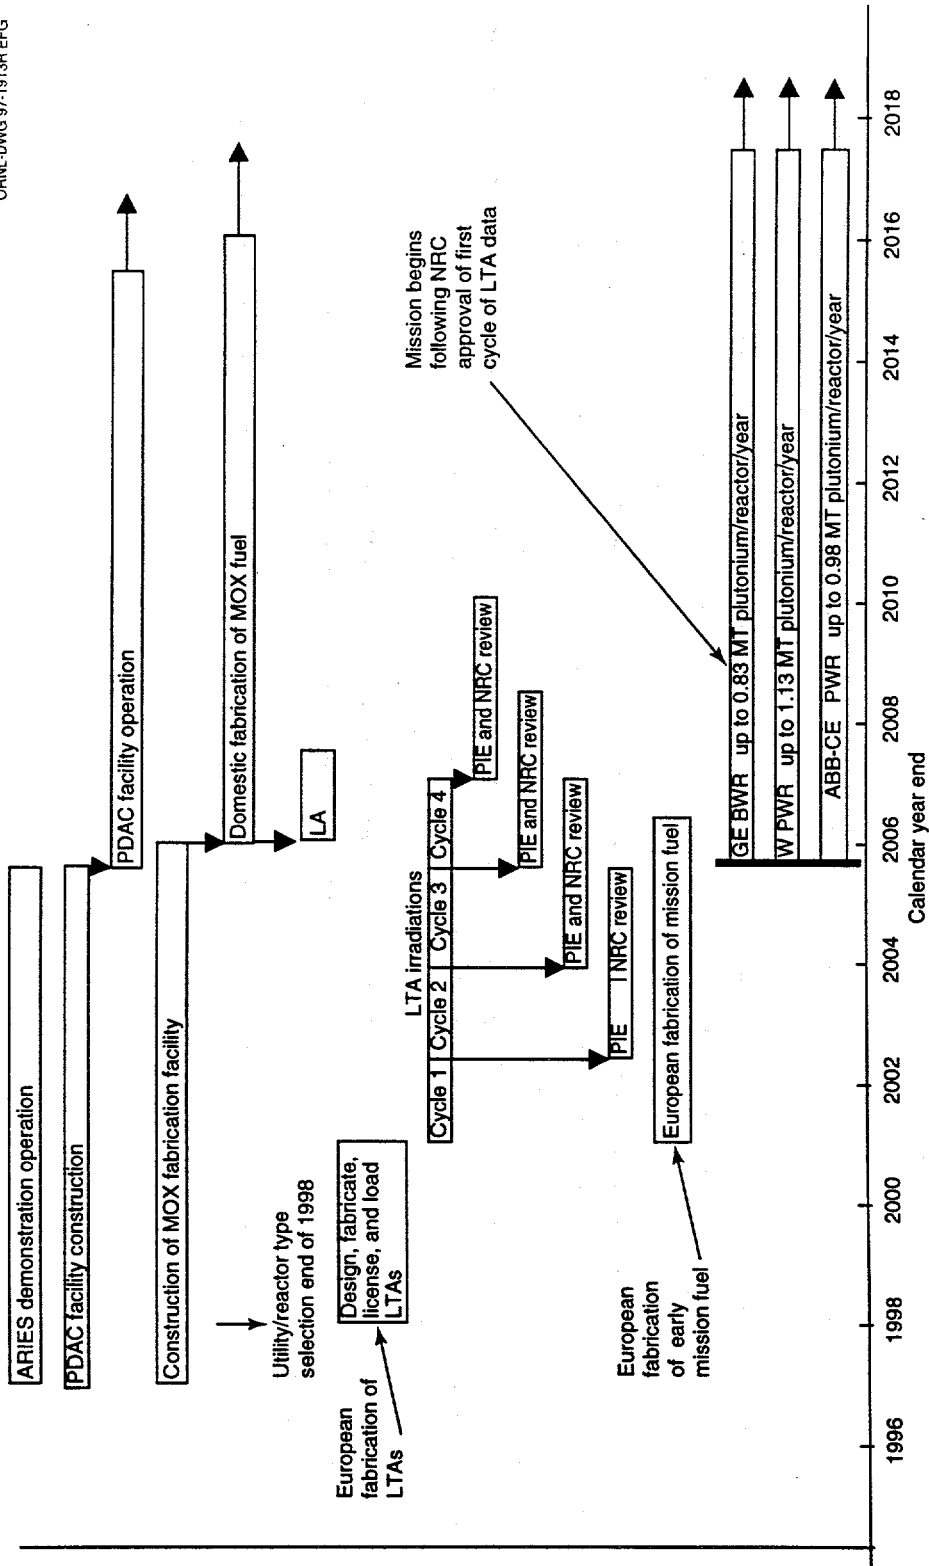 ARIES demonstration operation
PDAC facility construction
PDAC facility operation
Construction of MOX fabrication facility
Domestic fabrication of MOX fuel
Utility/reactor type
selection end of 1998
LA
European
fabrication of
LTAs
Design, fabricate,
license, and load
LTAs
LTA irradiations
Cycle 1
Cycle 2
Cycle 3
Cycle 4
PIE and NRC review
PIE and NRC review
PIE and NRC review
PIE NRC review
Mission begins
following NRC
approval of first
cycle of LTA data
European
fabrication
of early
mission fuel
European fabrication of mission fuel
GE BWR up to 0.83 MT plutonium/reactor/year
W PWR up to 1.13 MT plutonium/reactor/year
ABB-CE PWR up to 0.98 MT plutonium/reactor/year
1996 1998 2000 2002 2004 2006 2008 2010 2012 2014 2016 2018
Calendar year end